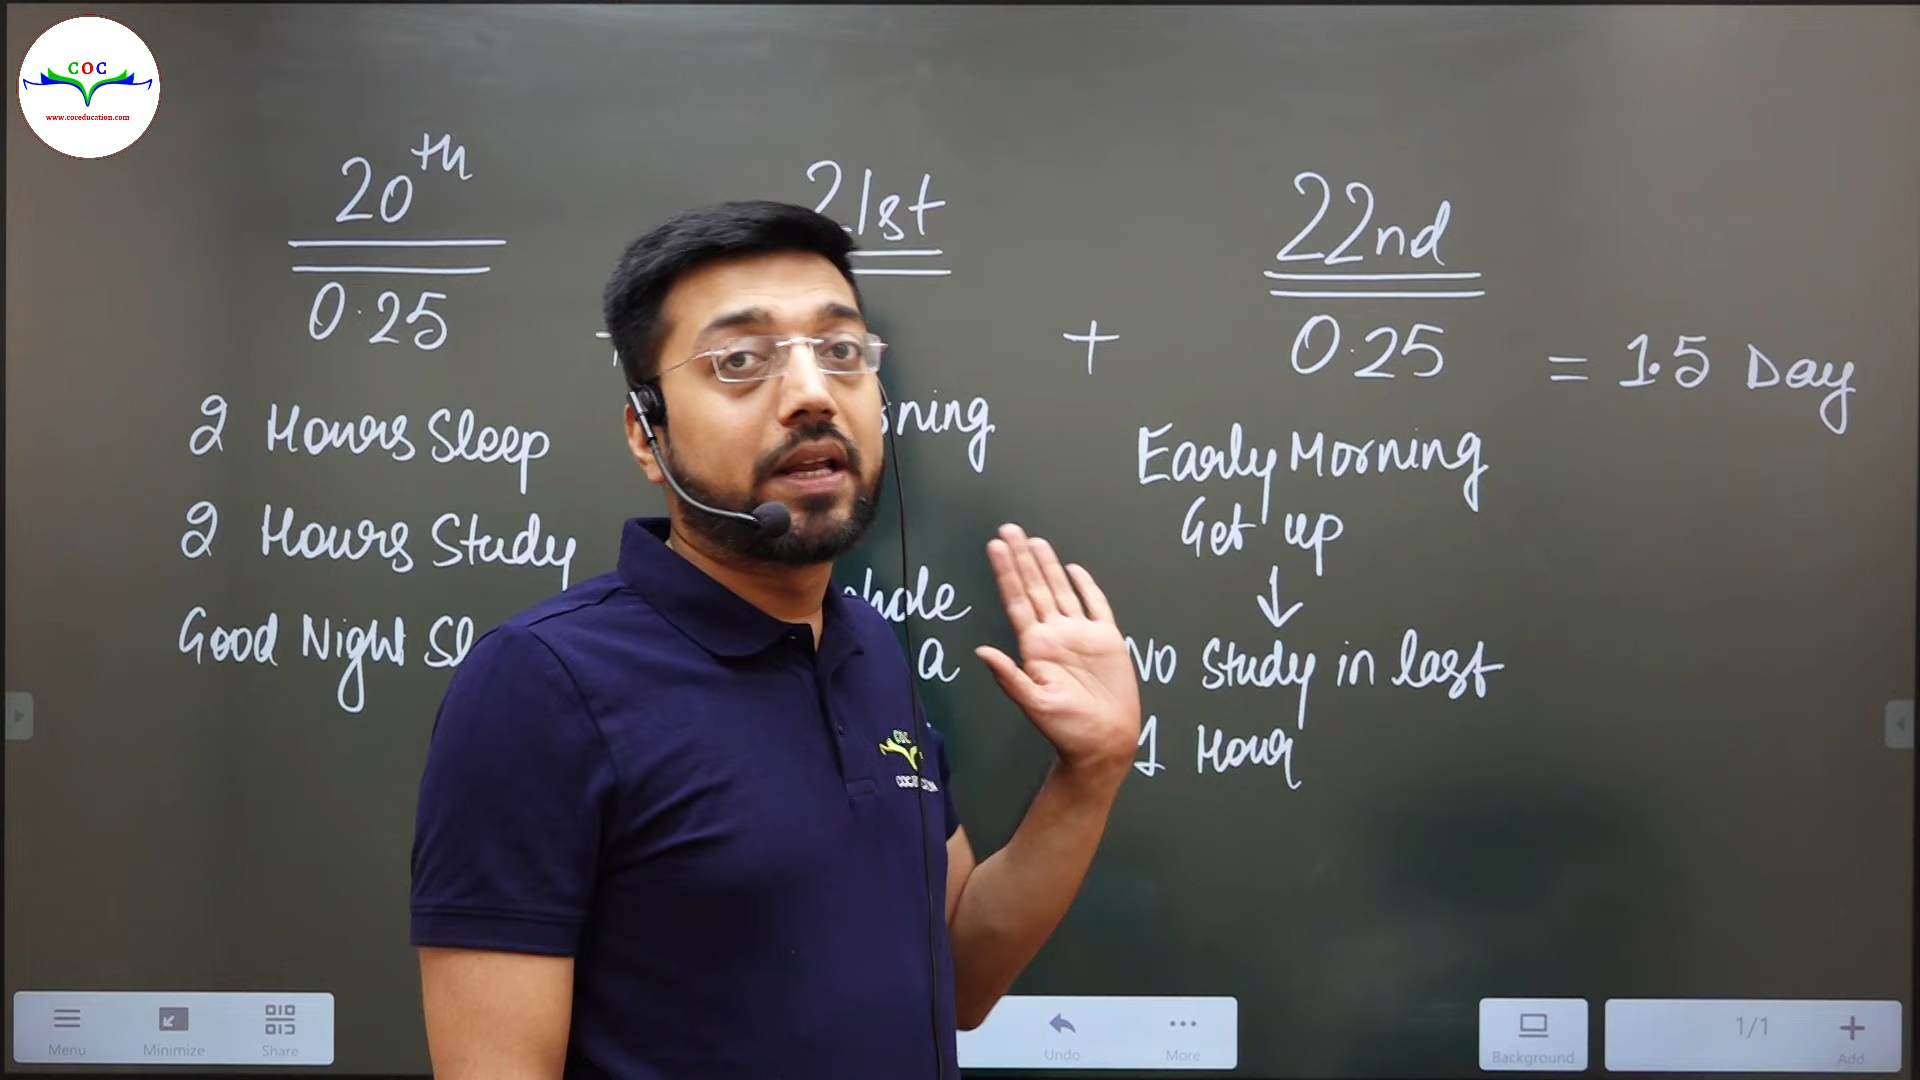 COC
www.coceducation.com
20th
21st
22nd
0.25
+
0.25
= 1.5 Day
2 Hours Sleep
Early Morning
Get up
2 Hours Study
↓
Good Night
No Study in last
a
1 Hour
COC
Menu
Minimize
Share
Undo
More
Background
1/1
Add